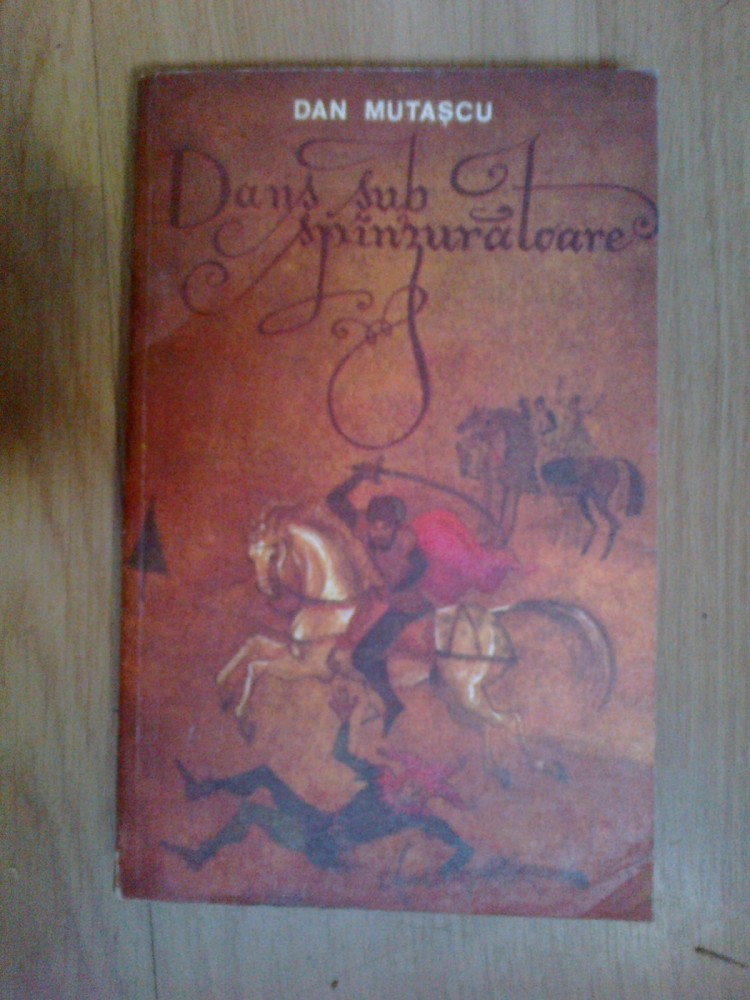 DAN MUTAȘCU
Dans sub
spînzurătoare